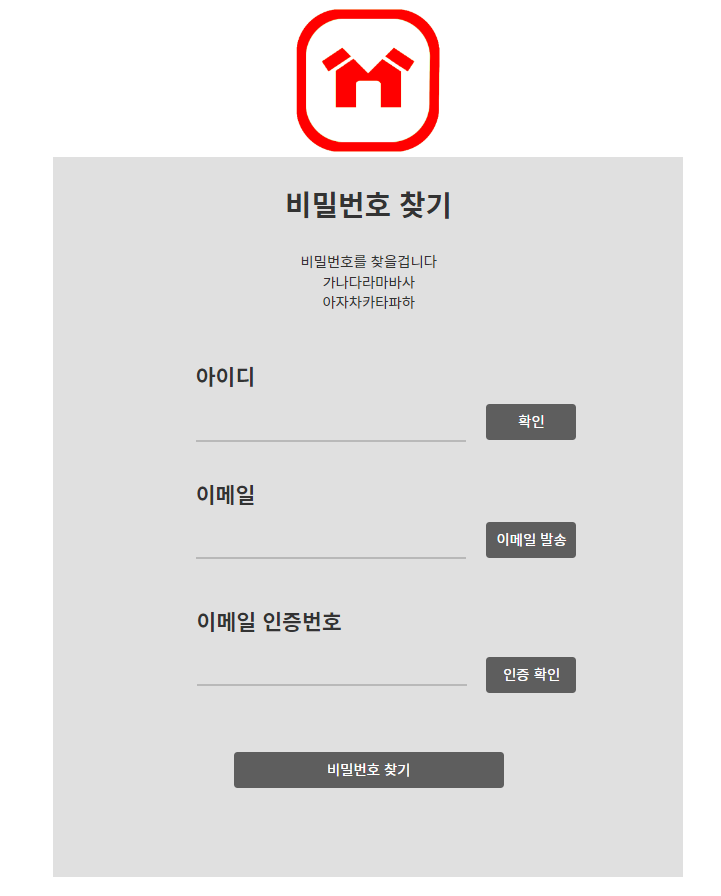 비밀번호 찾기
비밀번호를 찾을겁니다
가나다라마바사
아자차카타파하
아이디
확인
이메일
이메일 발송
이메일 인증번호
인증 확인
비밀번호 찾기